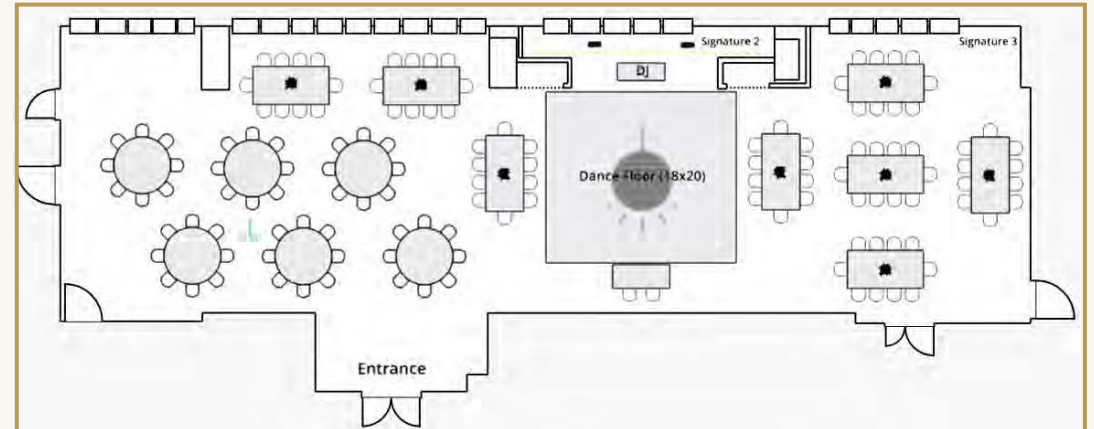 Signature 2
Signature 3
DJ
Dance Floor (18x20)
Entrance